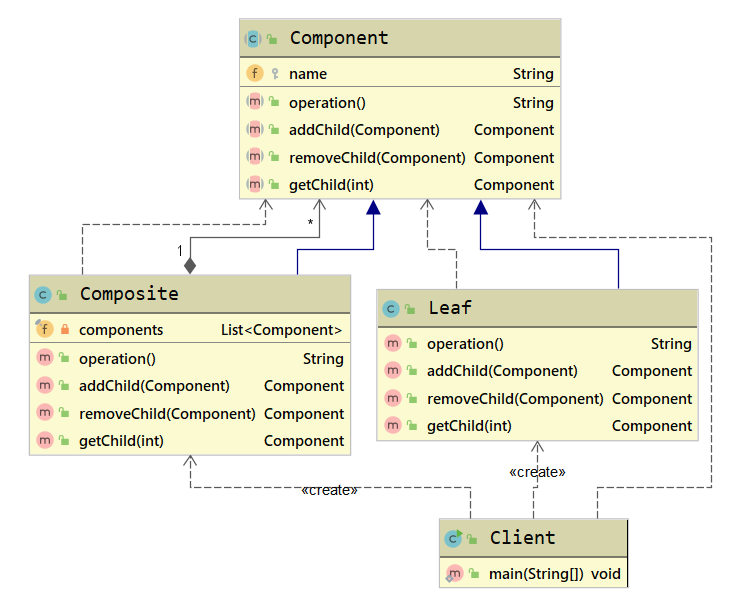 Component
name String
operation() String
addChild(Component) Component
removeChild(Component) Component
getChild(int) Component
*
1
Composite
components List<Component>
operation() String
addChild(Component) Component
removeChild(Component) Component
getChild(int) Component
Leaf
operation() String
addChild(Component) Component
removeChild(Component) Component
getChild(int) Component
«create»
«create»
Client
main(String[]) void